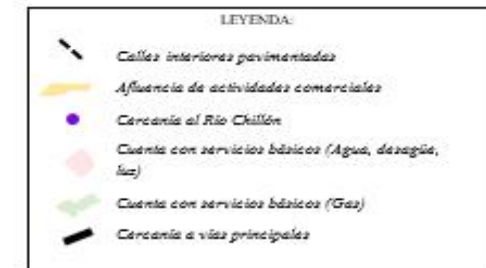 LEYENDA:
Calles interiores pavimentadas
Afluencia de actividades comerciales
Cercanía al Río Chillón
Cuenta con servicios básicos (Agua, desagüe,
luz)
Cuenta con servicios básicos (Gas)
Cercanía a vías principales